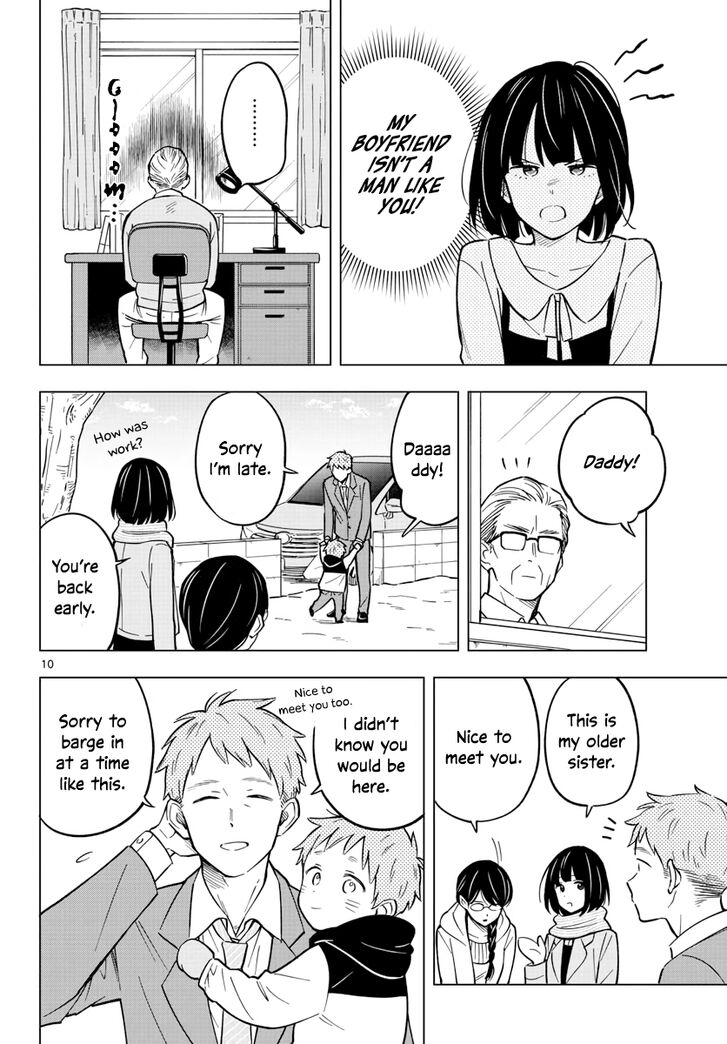 MY
BOYFRIEND
ISN'T A
MAN LIKE
YOU!
........
Gloooom...
Daddy!
Daaaa
ddy!
Sorry
I'm late.
How was
work?
You're
back
early.
10
This is
my older
sister.
Nice to
meet you.
Nice to
meet you too.
I didn't
know you
would be
here.
Sorry to
barge in
at a time
like this.